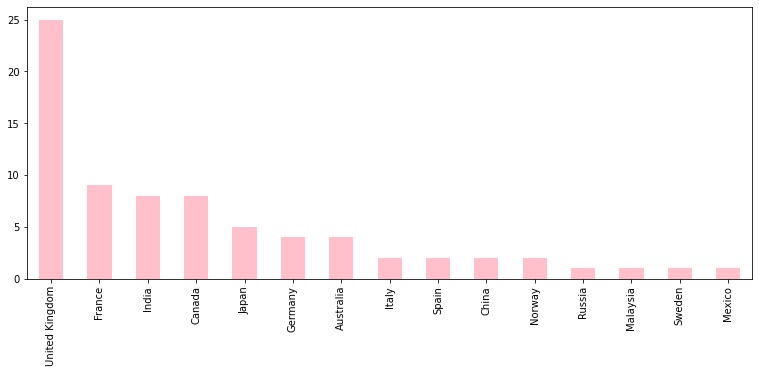 25
20
15
10
5
0
United Kingdom
France
India
Canada
Japan
Germany
Australia
Italy
Spain
China
Norway
Russia
Malaysia
Sweden
Mexico